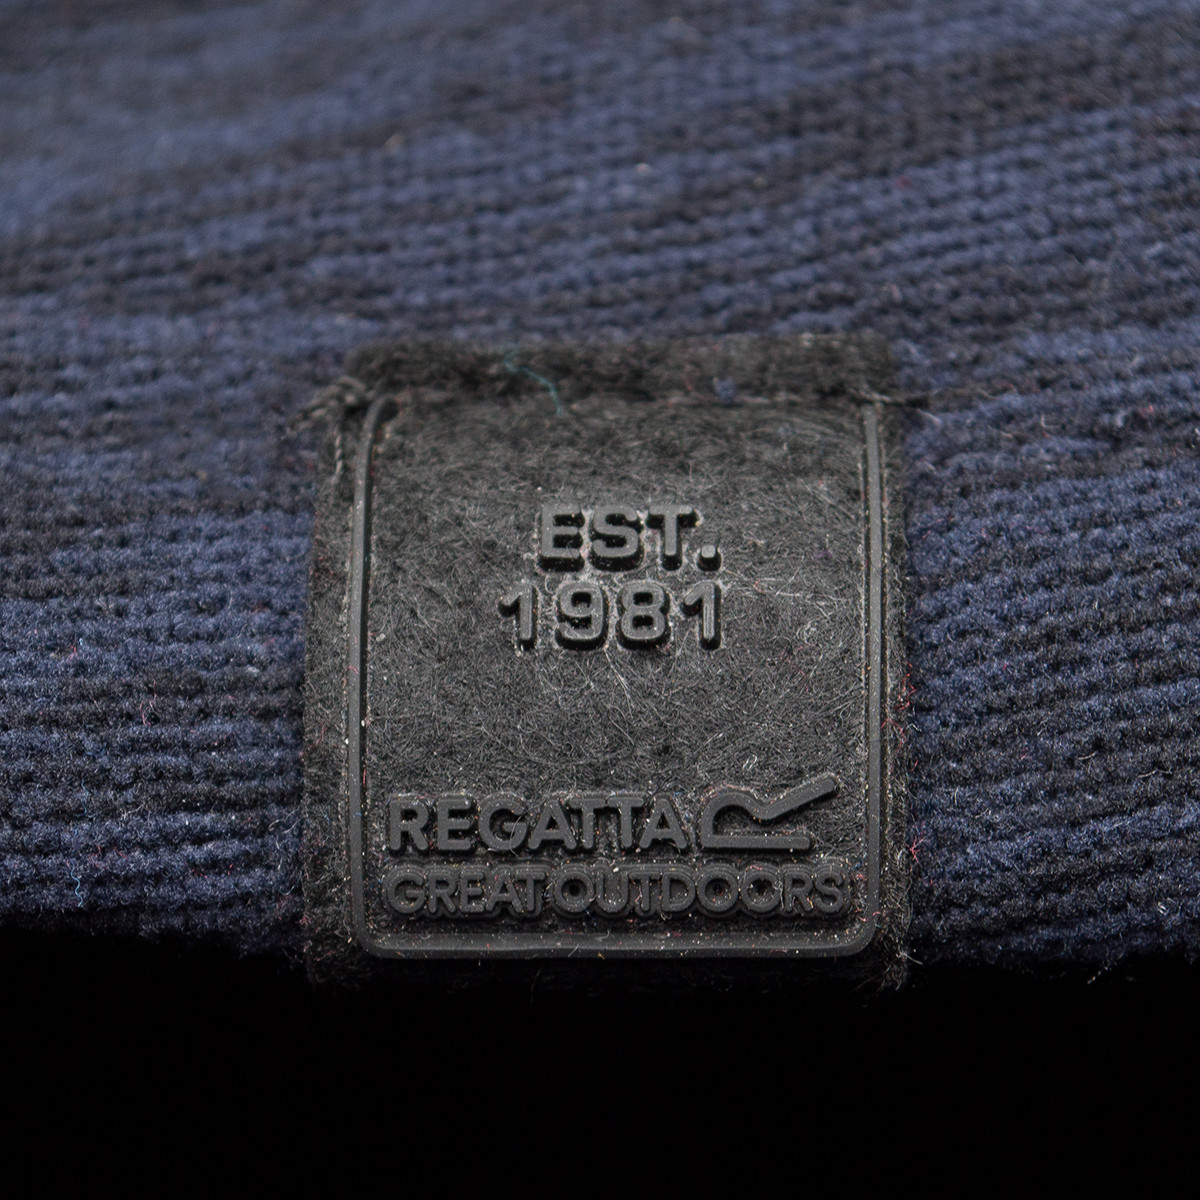 EST.
1981
REGATTA
GREAT OUTDOORS